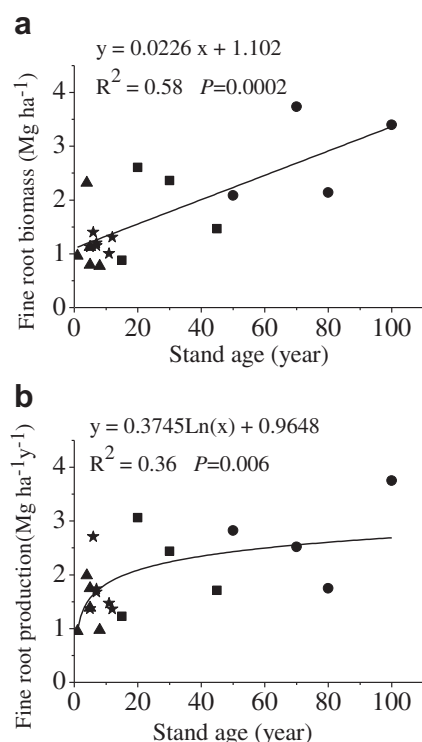 a
y = 0.0226 x + 1.102
R² = 0.58 P=0.0002
Fine root biomass (Mg ha⁻¹)
4
3
2
1
0
0 20 40 60 80 100
Stand age (year)
b
y = 0.3745Ln(x) + 0.9648
R² = 0.36 P=0.006
Fine root production(Mg ha⁻¹y⁻¹)
4
3
2
1
0
0 20 40 60 80 100
Stand age (year)